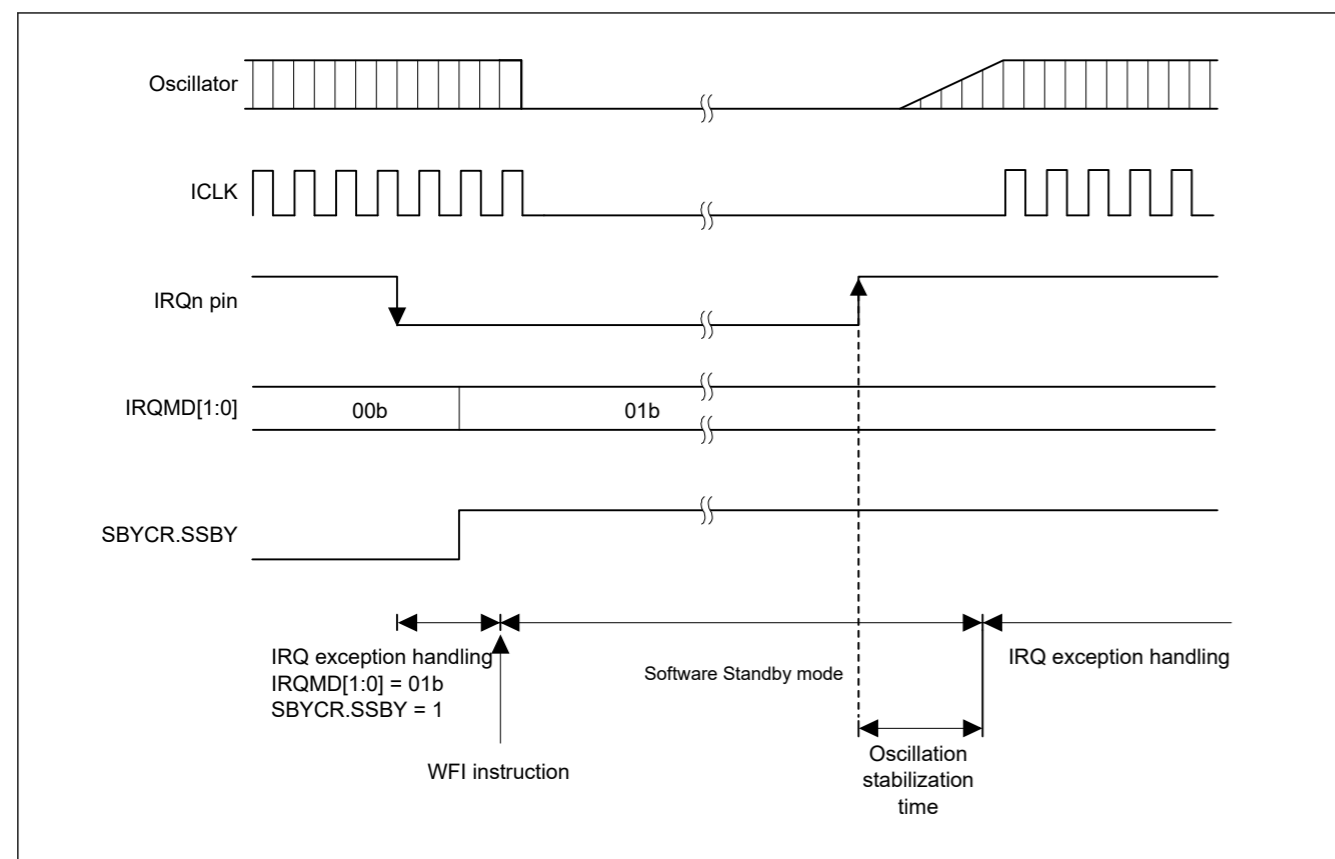 Oscillator
ICLK
IRQn pin
IRQMD[1:0]
00b
01b
SBYCR.SSBY
IRQ exception handling
IRQMD[1:0] = 01b
SBYCR.SSBY = 1
WFI instruction
Software Standby mode
Oscillation
stabilization
time
IRQ exception handling